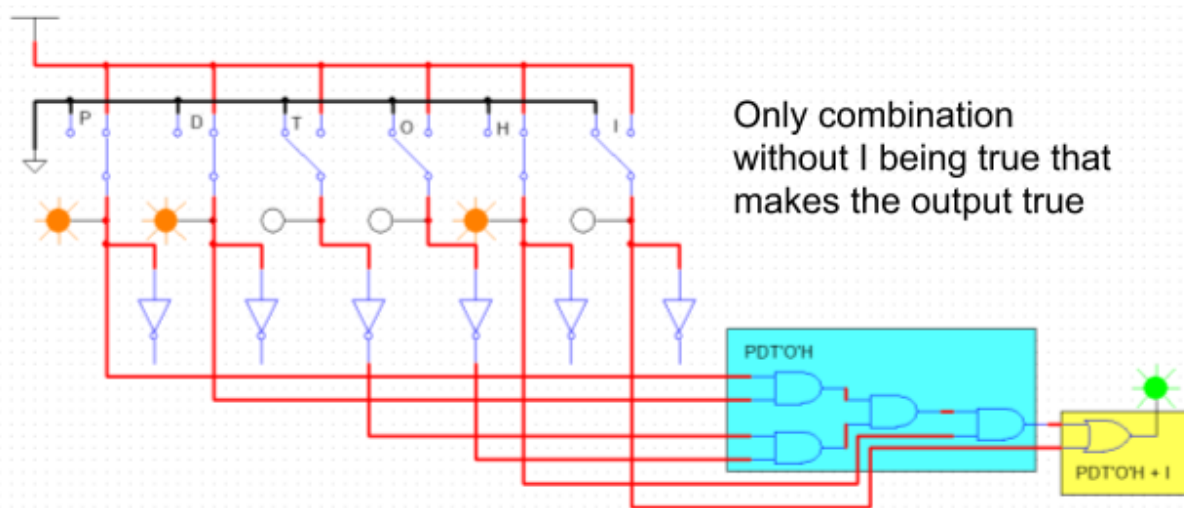 P D T O H I
Only combination
without I being true that
makes the output true
PDT'O'H
PDT'O'H + I